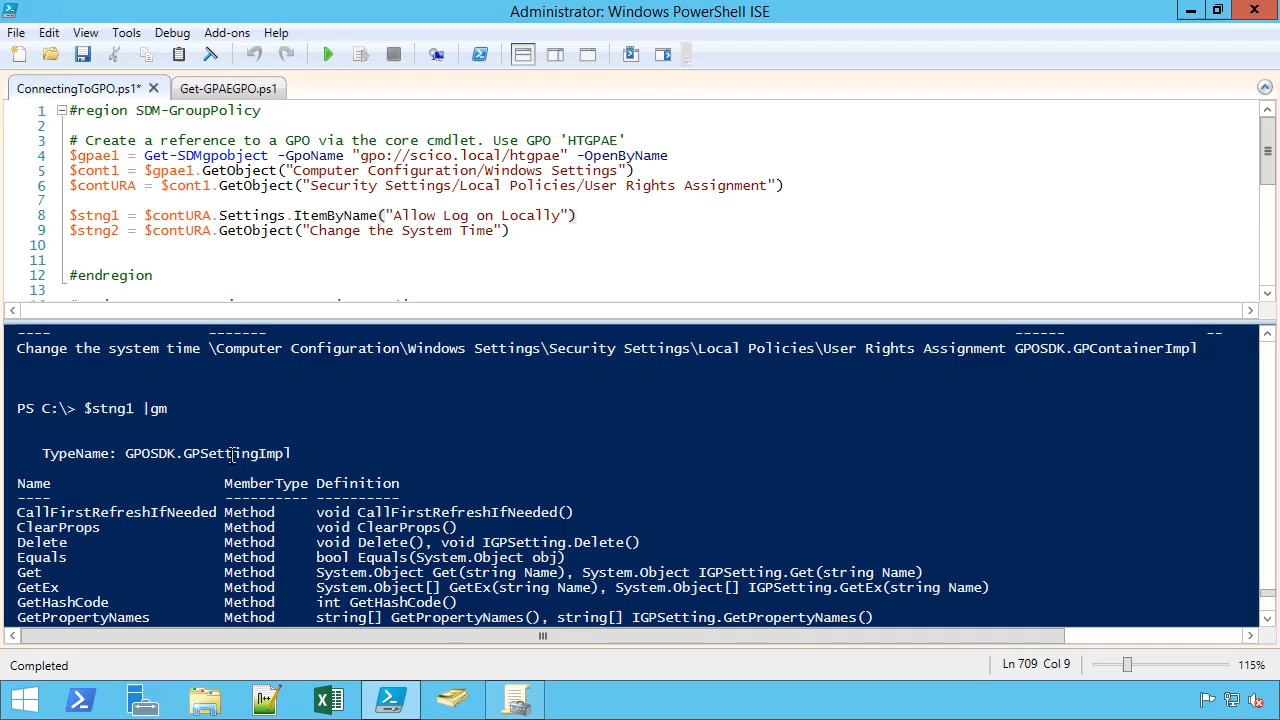 Administrator: Windows PowerShell ISE
File Edit View Tools Debug Add-ons Help
ConnectingToGPO.ps1* Get-GPAEGPO.ps1
1 #region SDM-GroupPolicy
2
3 # Create a reference to a GPO via the core cmdlet. Use GPO 'HTGPAE'
4 $gpae1 = Get-SDMgpobject -GpoName "gpo://scico.local/htgpae" -OpenByName
5 $cont1 = $gpae1.GetObject("Computer Configuration/Windows Settings")
6 $contURA = $cont1.GetObject("Security Settings/Local Policies/User Rights Assignment")
7
8 $stng1 = $contURA.Settings.ItemByName("Allow Log on Locally")
9 $stng2 = $contURA.GetObject("Change the System Time")
10
11
12 #endregion
13
---- ------- ------ --
Change the system time \Computer Configuration\Windows Settings\Security Settings\Local Policies\User Rights Assignment GPOSDK.GPContainerImpl
PS C:\> $stng1 |gm
TypeName: GPOSDK.GPSettingImpl
Name MemberType Definition
---- ---------- ----------
CallFirstRefreshIfNeeded Method void CallFirstRefreshIfNeeded()
ClearProps Method void ClearProps()
Delete Method void Delete(), void IGPSetting.Delete()
Equals Method bool Equals(System.Object obj)
Get Method System.Object Get(string Name), System.Object IGPSetting.Get(string Name)
GetEx Method System.Object[] GetEx(string Name), System.Object[] IGPSetting.GetEx(string Name)
GetHashCode Method int GetHashCode()
GetPropertyNames Method string[] GetPropertyNames(), string[] IGPSetting.GetPropertyNames()
Completed Ln 709 Col 9 115%